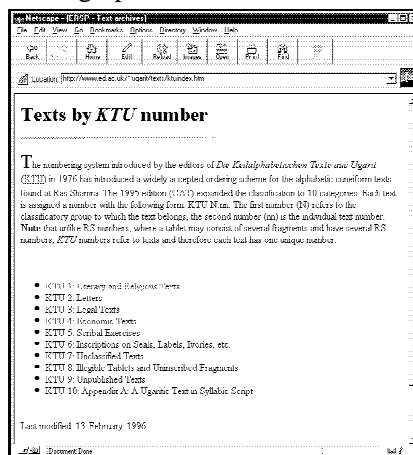 Netscape - [ERSP - Text archives]
File Edit View Go Bookmarks Options Directory Window Help
Back Home Edit Reload Images Open Print Find
Location: http://www.ed.ac.uk/~ugarit/texts/ktuindex.htm
Texts by KTU number
The numbering system introduced by the editors of Die Keilalphabetischen Texte aus Ugarit
(KTU) in 1976 has introduced a widely accepted ordering scheme for the alphabetic cuneiform texts
found at Ras Shamra. The 1995 edition (CAT) expanded the classification to 10 categories. Each text
is assigned a number with the following form: KTU N.nn. The first number (N) refers to the
classificatory group to which the text belongs, the second number (nn) is the individual text number.
Note that unlike RS numbers, where a tablet may consist of several fragments and have several RS
numbers, KTU numbers refer to texts and therefore each text has one unique number.
KTU 1: Literary and Religious Texts
KTU 2: Letters
KTU 3: Legal Texts
KTU 4: Economic Texts
KTU 5: Scribal Exercises
KTU 6: Inscriptions on Seals, Labels, Ivories, etc.
KTU 7: Unclassified Texts
KTU 8: Illegible Tablets and Uninscribed Fragments
KTU 9: Unpublished Texts
KTU 10: Appendix A: A Ugaritic Text in Syllabic Script
Last modified: 13 February 1996
Document Done